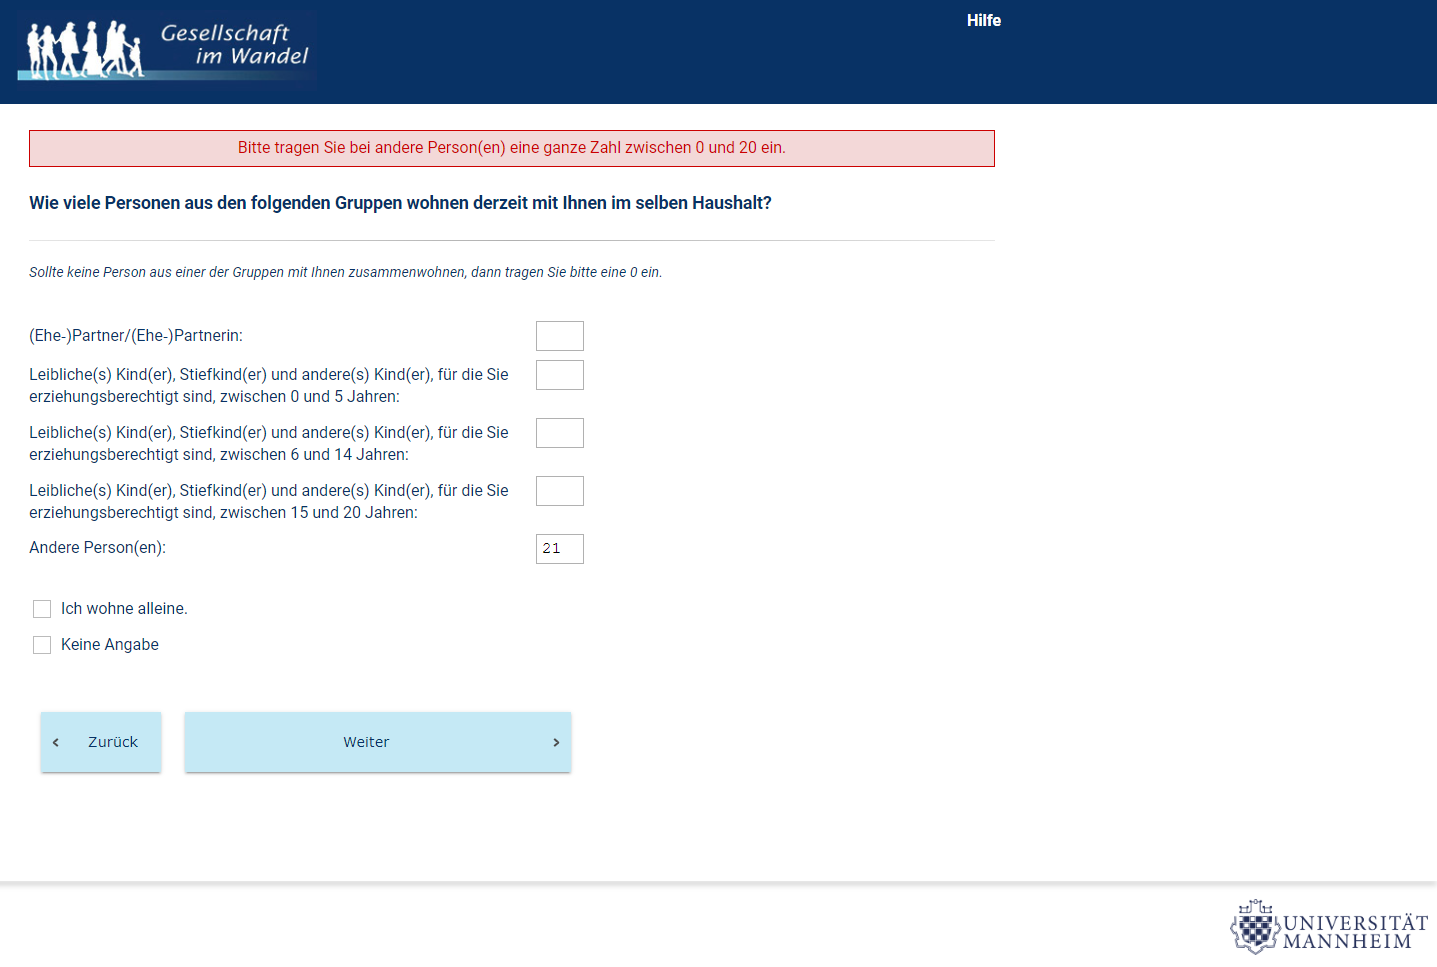 Gesellschaft
im Wandel
Hilfe
Bitte tragen Sie bei andere Person(en) eine ganze Zahl zwischen 0 und 20 ein.
Wie viele Personen aus den folgenden Gruppen wohnen derzeit mit Ihnen im selben Haushalt?
Sollte keine Person aus einer der Gruppen mit Ihnen zusammenwohnen, dann tragen Sie bitte eine 0 ein.
(Ehe-)Partner/(Ehe-)Partnerin:
Leibliche(s) Kind(er), Stiefkind(er) und andere(s) Kind(er), für die Sie
erziehungsberechtigt sind, zwischen 0 und 5 Jahren:
Leibliche(s) Kind(er), Stiefkind(er) und andere(s) Kind(er), für die Sie
erziehungsberechtigt sind, zwischen 6 und 14 Jahren:
Leibliche(s) Kind(er), Stiefkind(er) und andere(s) Kind(er), für die Sie
erziehungsberechtigt sind, zwischen 15 und 20 Jahren:
Andere Person(en): 21
Ich wohne alleine.
Keine Angabe
Zurück
Weiter
UNIVERSITÄT
MANNHEIM